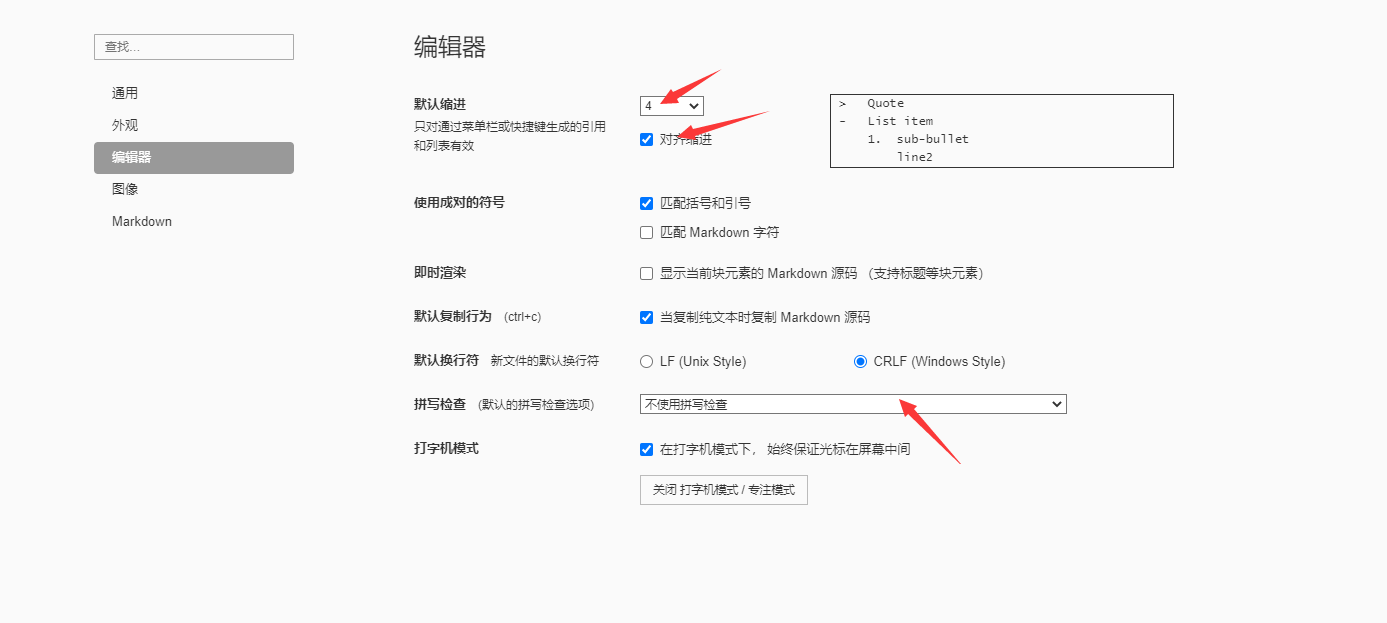 查找...
通用
外观
编辑器
图像
Markdown
编辑器
默认缩进
只对通过菜单栏或快捷键生成的引用
和列表有效
4
对齐缩进
> Quote
- List item
1. sub-bullet
line2
使用成对的符号
匹配括号和引号
匹配 Markdown 字符
即时渲染
显示当前块元素的 Markdown 源码 （支持标题等块元素）
默认复制行为 (ctrl+c)
当复制纯文本时复制 Markdown 源码
默认换行符 新文件的默认换行符
LF (Unix Style)
CRLF (Windows Style)
拼写检查 (默认的拼写检查选项)
不使用拼写检查
打字机模式
在打字机模式下， 始终保证光标在屏幕中间
关闭 打字机模式 / 专注模式